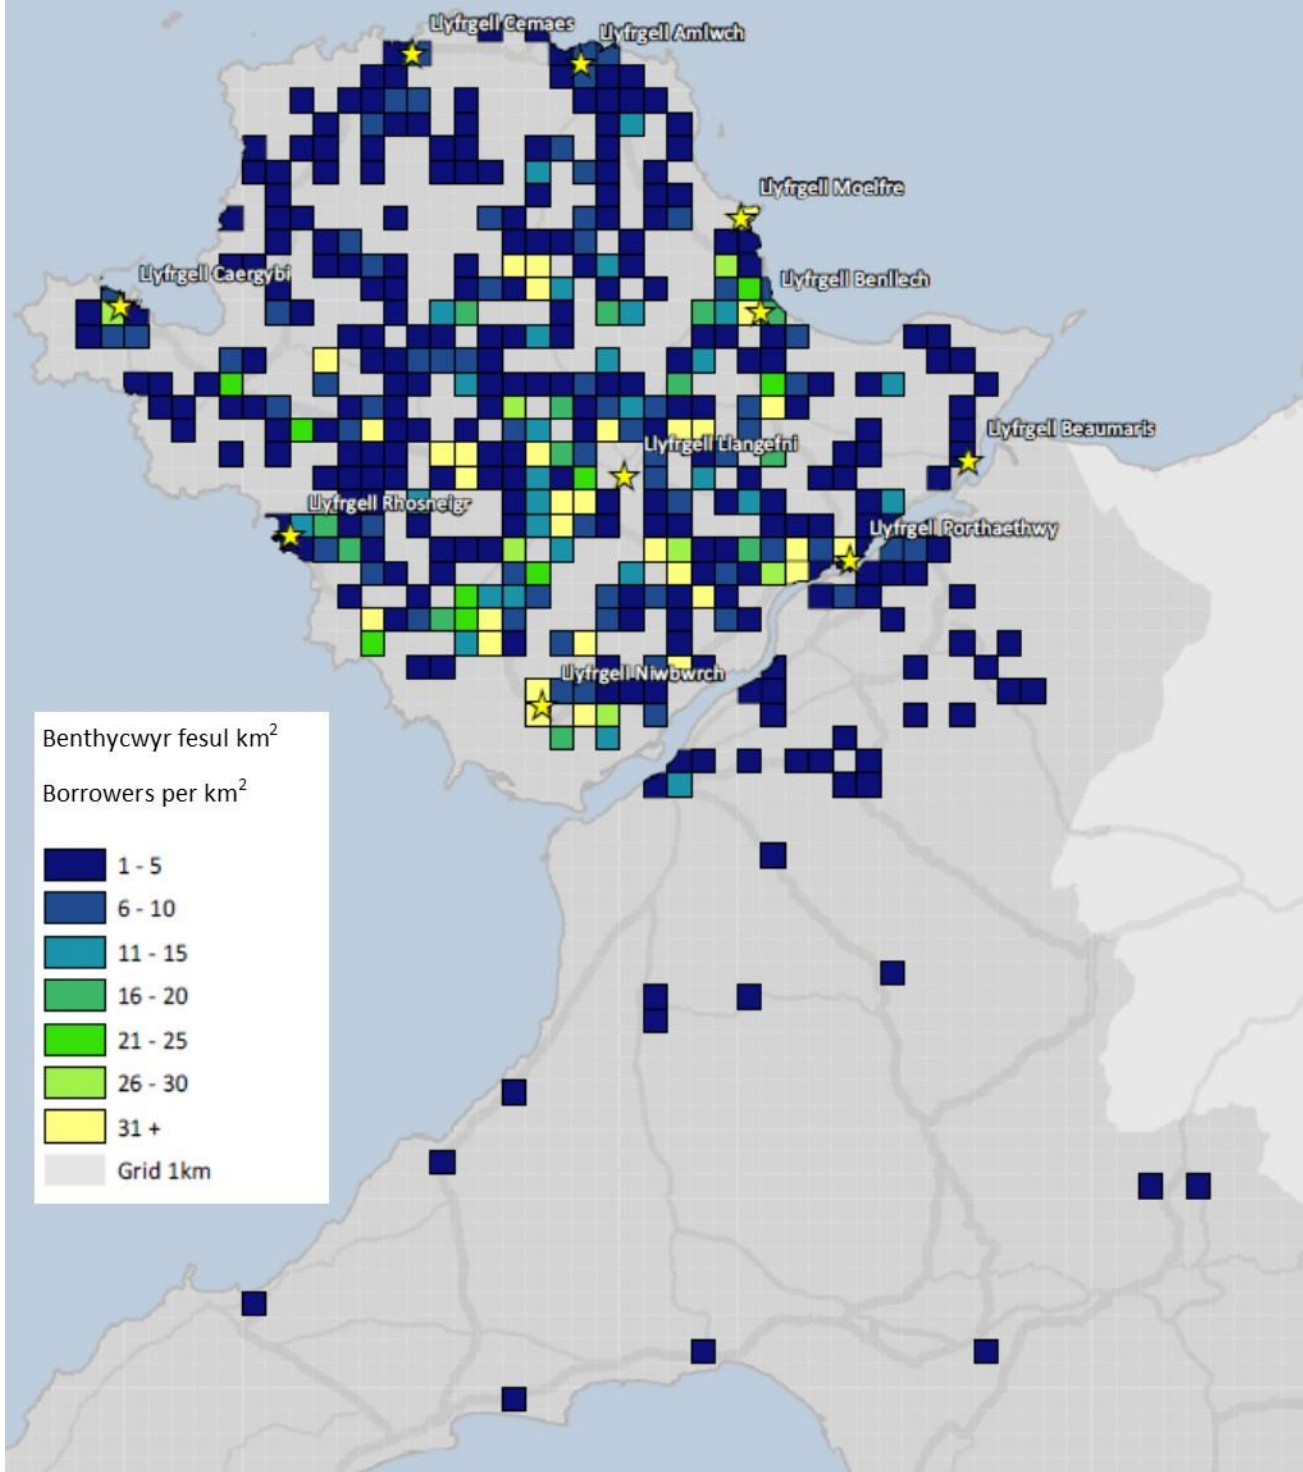 Llyfrgell Cemaes
Llyfrgell Amlwch
Llyfrgell Moelfre
Llyfrgell Caergybi
Llyfrgell Benllech
Llyfrgell Beaumaris
Llyfrgell Llangefni
Llyfrgell Rhosneigr
Llyfrgell Porthaethwy
Llyfrgell Niwbwrch
Benthycwyr fesul km²
Borrowers per km²
1 - 5
6 - 10
11 - 15
16 - 20
21 - 25
26 - 30
31 +
Grid 1km